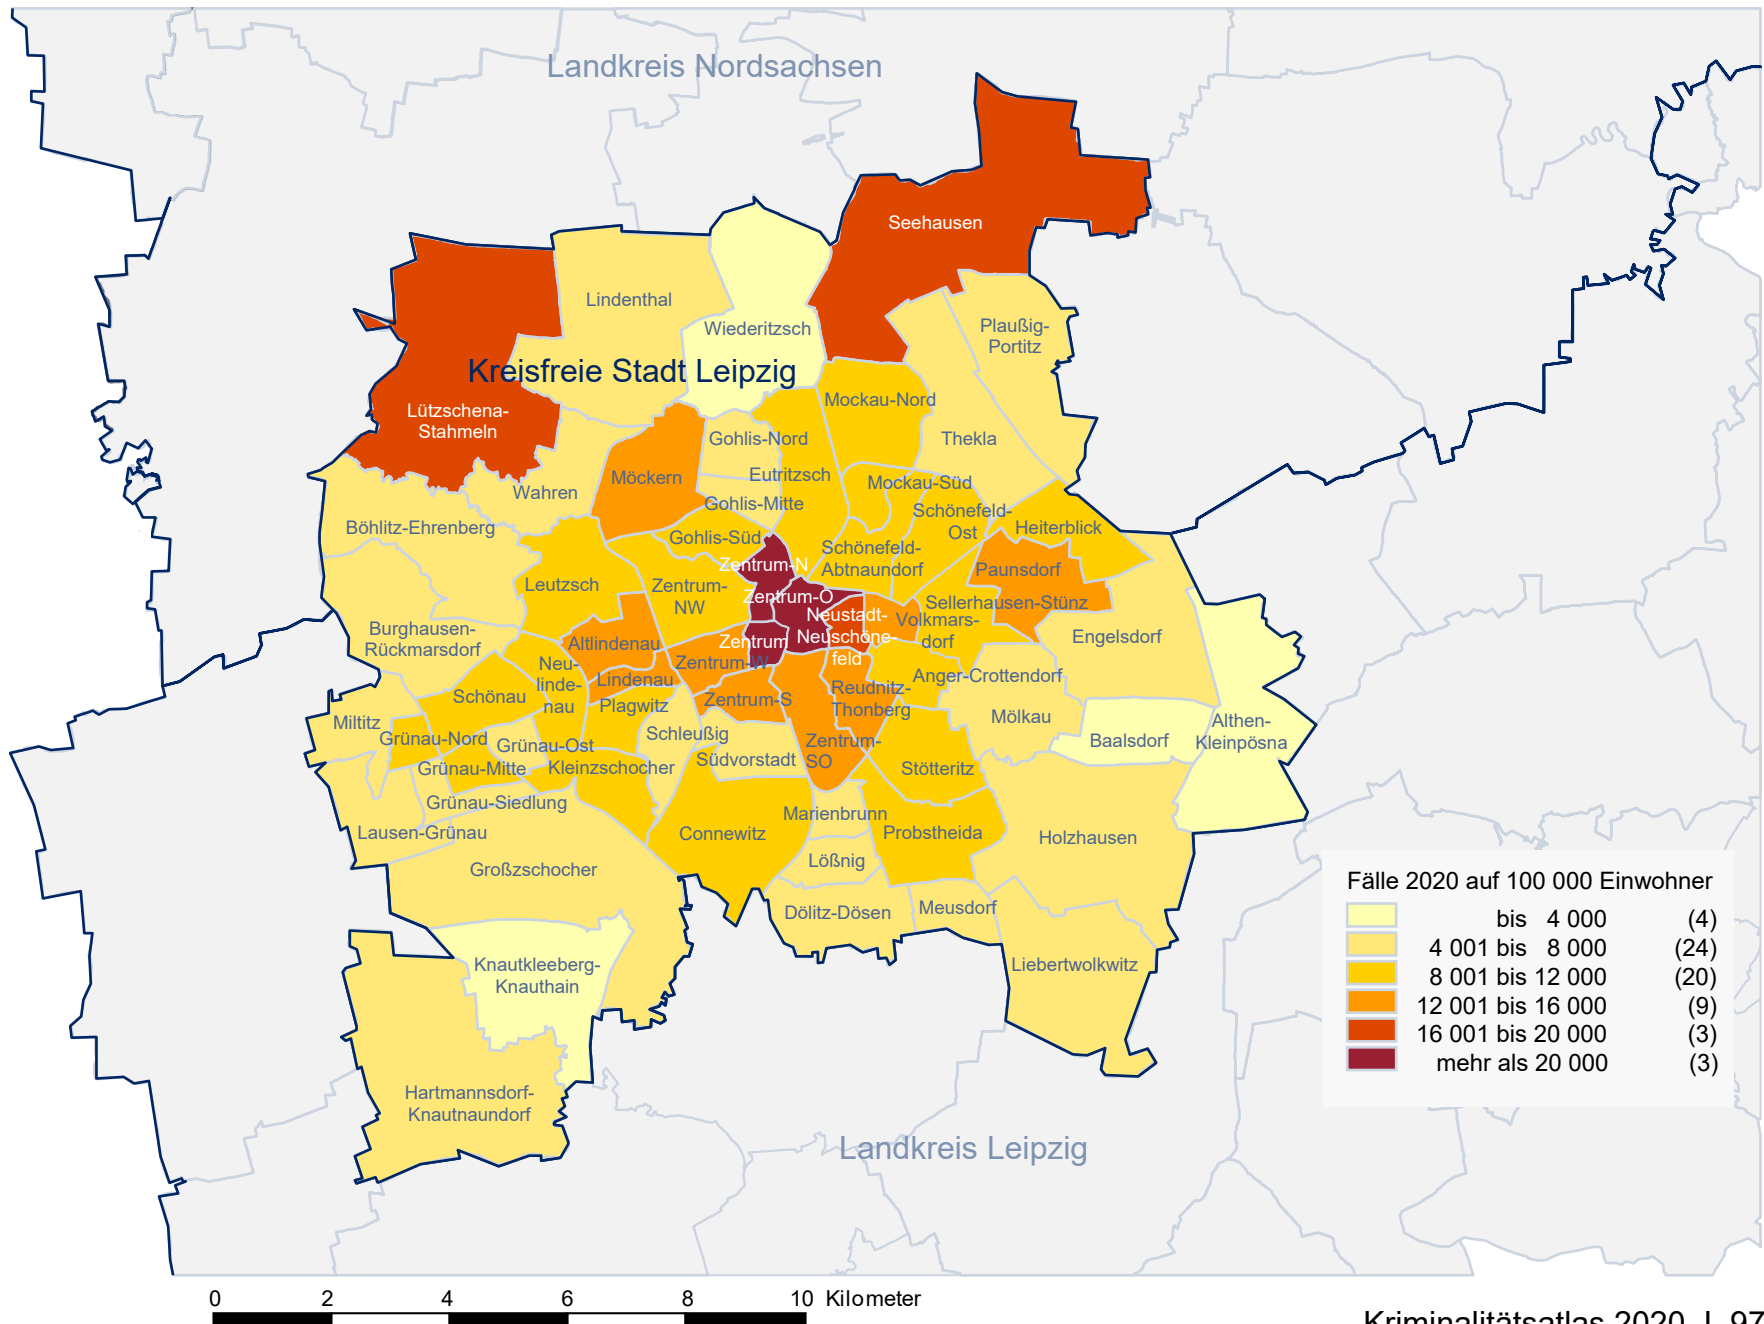 Landkreis Nordsachsen
Seehausen
Lindenthal
Wiederitzsch
Plaußig-
Portitz
Kreisfreie Stadt Leipzig
Mockau-Nord
Lützschena-
Stahmeln
Gohlis-Nord
Thekla
Möckern
Eutritzsch
Mockau-Süd
Wahren
Gohlis-Mitte
Schönefeld-
Ost
Böhlitz-Ehrenberg
Heiterblick
Gohlis-Süd
Schönefeld-
Abtnaundorf
Zentrum-N
Paunsdorf
Leutzsch
Zentrum-
NW
Zentrum-O
Sellerhausen-Stünz
Neustadt-
Neuschöne-
feld
Volkmars-
dorf
Burghausen-
Rückmarsdorf
Engelsdorf
Altlindenau
Zentrum
Zentrum-W
Neu-
linde-
nau
Lindenau
Anger-Crottendorf
Schönau
Zentrum-S
Reudnitz-
Thonberg
Plagwitz
Mölkau
Althen-
Kleinpösna
Miltitz
Grünau-Nord
Schleußig
Baalsdorf
Grünau-Ost
Zentrum-
SO
Südvorstadt
Grünau-Mitte
Kleinzschocher
Stötteritz
Grünau-Siedlung
Marienbrunn
Lausen-Grünau
Connewitz
Probstheida
Holzhausen
Lößnig
Großzschocher
Dölitz-Dösen
Meusdorf
Liebertwolkwitz
Knautkleeberg-
Knauthain
Hartmannsdorf-
Knautnaundorf
Landkreis Leipzig
Fälle 2020 auf 100 000 Einwohner
bis 4 000 (4)
4 001 bis 8 000 (24)
8 001 bis 12 000 (20)
12 001 bis 16 000 (9)
16 001 bis 20 000 (3)
mehr als 20 000 (3)
0 2 4 6 8 10 Kilometer
Kriminalitätsatlas 2020 | 97